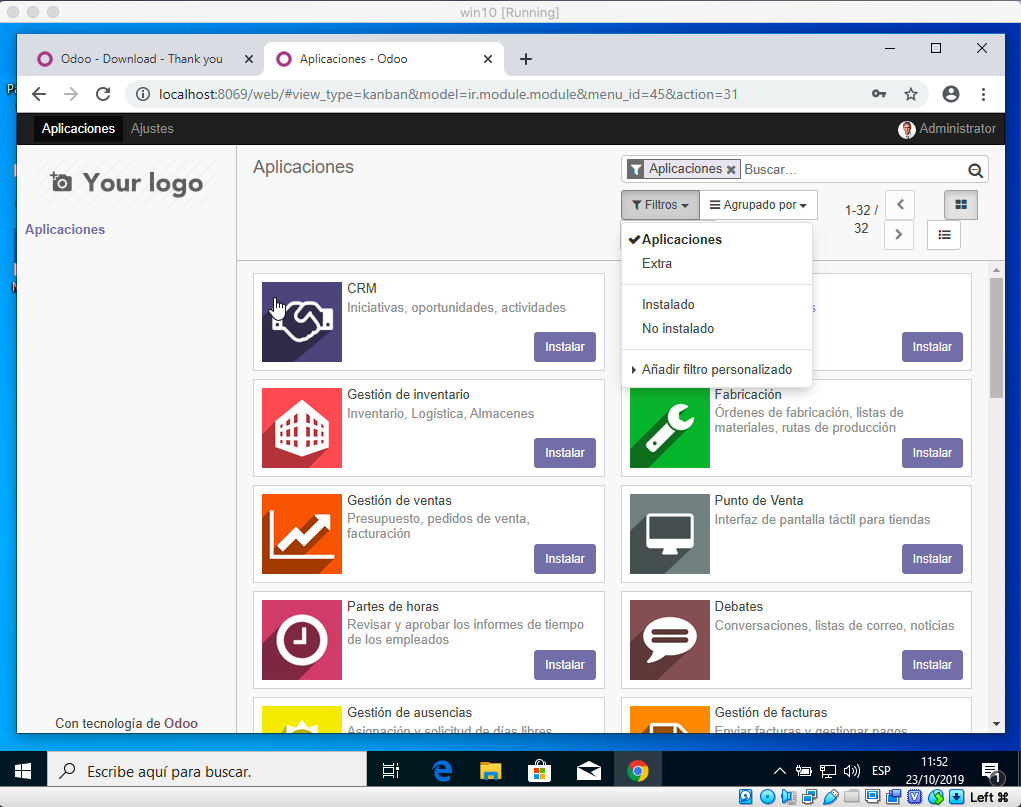 win10 [Running]
Odoo - Download - Thank you
Aplicaciones - Odoo
localhost:8069/web/#view_type=kanban&model=ir.module.module&menu_id=45&action=31
Aplicaciones
Ajustes
Administrator
Your logo
Aplicaciones
Aplicaciones
Aplicaciones
Buscar...
Filtros
Agrupado por
1-32 /
32
Aplicaciones
Extra
Instalado
No instalado
Añadir filtro personalizado
CRM
Iniciativas, oportunidades, actividades
Instalar
Instalar
Gestión de inventario
Inventario, Logística, Almacenes
Instalar
Fabricación
Órdenes de fabricación, listas de
materiales, rutas de producción
Instalar
Gestión de ventas
Presupuesto, pedidos de venta,
facturación
Instalar
Punto de Venta
Interfaz de pantalla táctil para tiendas
Instalar
Partes de horas
Revisar y aprobar los informes de tiempo
de los empleados
Instalar
Debates
Conversaciones, listas de correo, noticias
Instalar
Gestión de ausencias
Asignación y solicitud de días libres
Gestión de facturas
Enviar facturas y gestionar pagos
Con tecnología de Odoo
Escribe aquí para buscar.
ESP
11:52
23/10/2019
1
Left ⌘